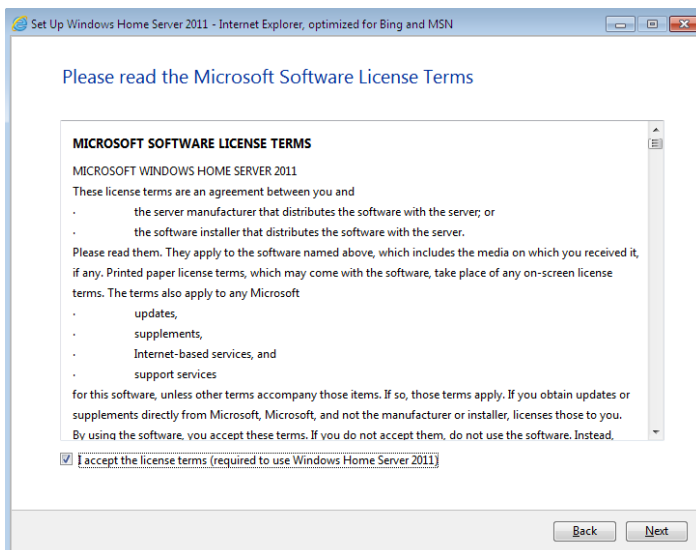 Set Up Windows Home Server 2011 - Internet Explorer, optimized for Bing and MSN
Please read the Microsoft Software License Terms
MICROSOFT SOFTWARE LICENSE TERMS
MICROSOFT WINDOWS HOME SERVER 2011
These license terms are an agreement between you and
· the server manufacturer that distributes the software with the server; or
· the software installer that distributes the software with the server.
Please read them. They apply to the software named above, which includes the media on which you received it,
if any. Printed paper license terms, which may come with the software, take place of any on-screen license
terms. The terms also apply to any Microsoft
· updates,
· supplements,
· Internet-based services, and
· support services
for this software, unless other terms accompany those items. If so, those terms apply. If you obtain updates or
supplements directly from Microsoft, Microsoft, and not the manufacturer or installer, licenses those to you.
By using the software, you accept these terms. If you do not accept them, do not use the software. Instead,
I accept the license terms (required to use Windows Home Server 2011)
Back Next